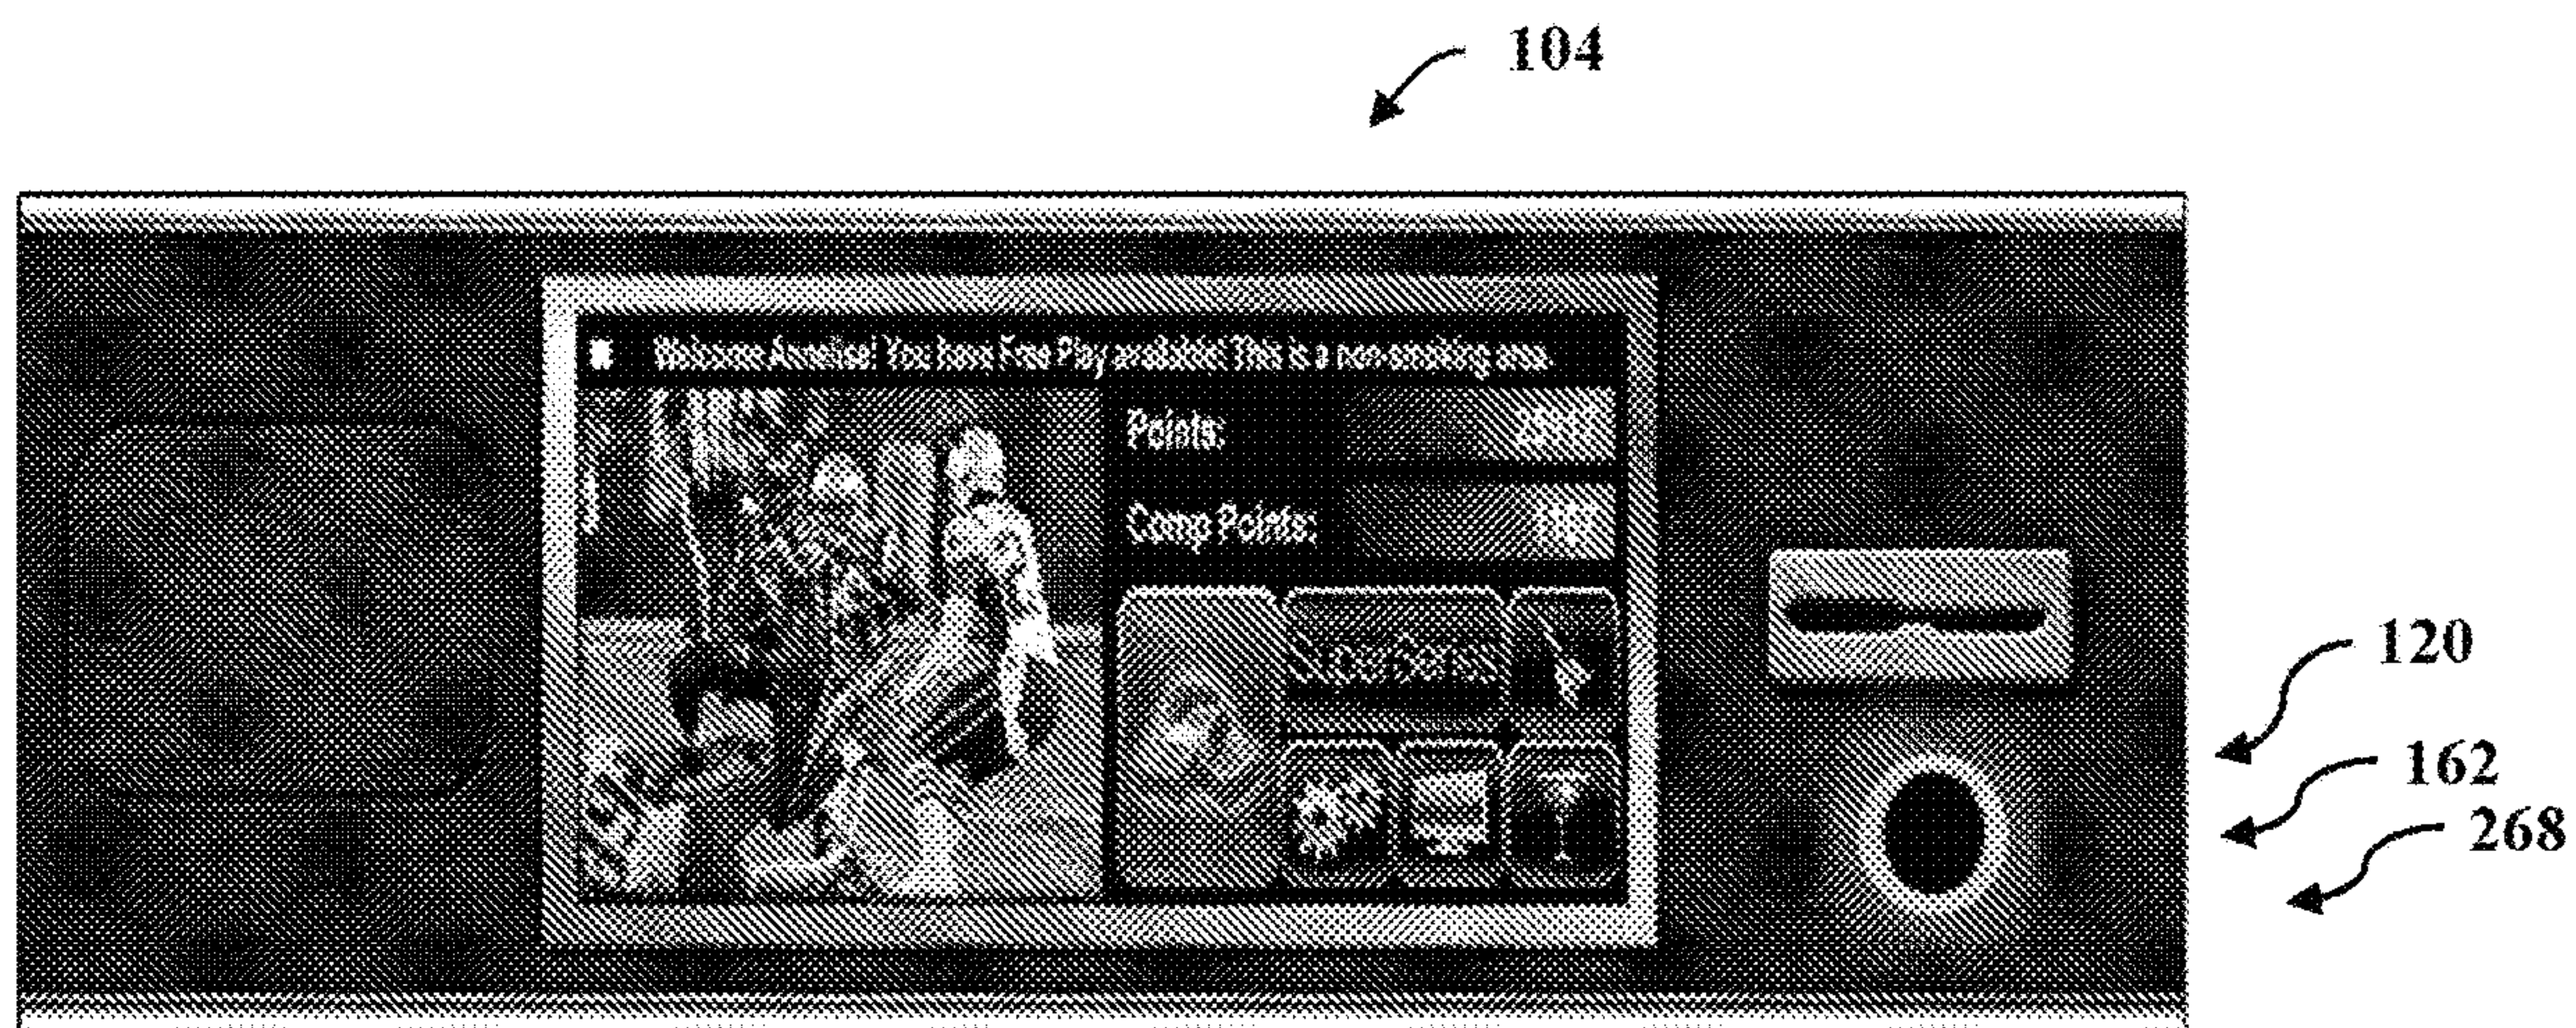 104
Welcome Annelise! You have Free Play available! This is a non-smoking area.
Points:
Comp Points:
120
162
268